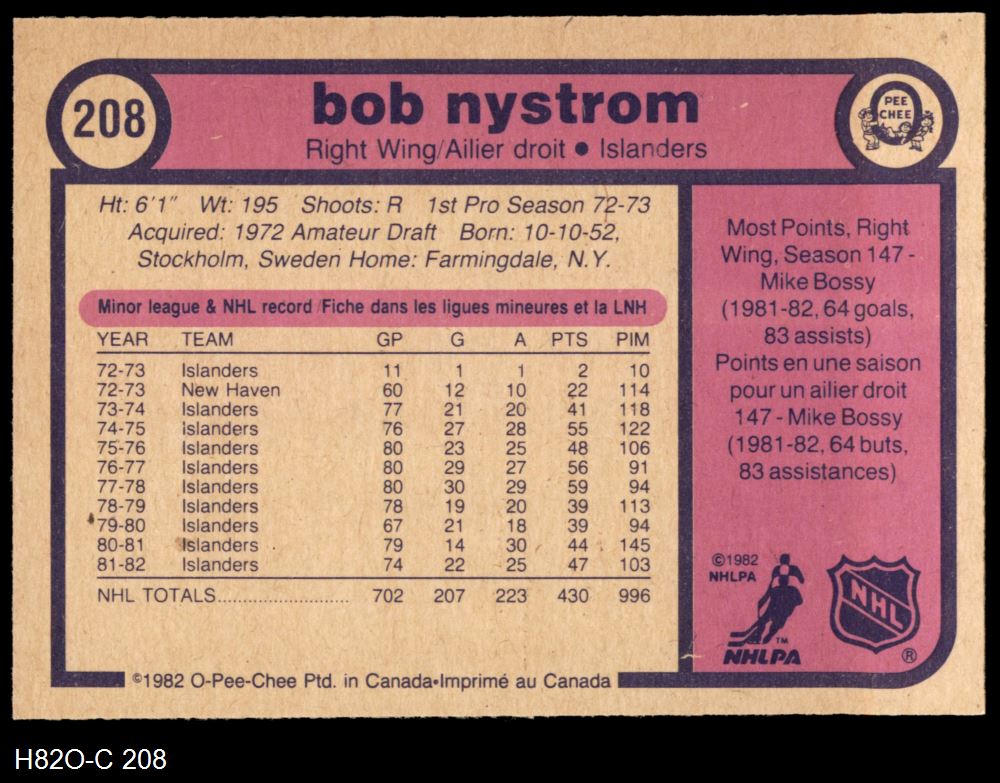 208
bob nystrom
PEE
CHEE
Right Wing/Ailier droit ● Islanders
Ht: 6'1" Wt: 195 Shoots: R 1st Pro Season 72-73
Acquired: 1972 Amateur Draft Born: 10-10-52,
Stockholm, Sweden Home: Farmingdale, N.Y.
Minor league & NHL record/Fiche dans les ligues mineures et la LNH
YEAR TEAM GP G A PTS PIM
72-73 Islanders 11 1 1 2 10
72-73 New Haven 60 12 10 22 114
73-74 Islanders 77 21 20 41 118
74-75 Islanders 76 27 28 55 122
75-76 Islanders 80 23 25 48 106
76-77 Islanders 80 29 27 56 91
77-78 Islanders 80 30 29 59 94
78-79 Islanders 78 19 20 39 113
79-80 Islanders 67 21 18 39 94
80-81 Islanders 79 14 30 44 145
81-82 Islanders 74 22 25 47 103
NHL TOTALS............................ 702 207 223 430 996
Most Points, Right
Wing, Season 147 -
Mike Bossy
(1981-82, 64 goals,
83 assists)
Points en une saison
pour un ailier droit
147 - Mike Bossy
(1981-82, 64 buts,
83 assistances)
©1982
NHLPA
TM
NHLPA
NHL
®
©1982 O-Pee-Chee Ptd. in Canada•Imprimé au Canada
H82O-C 208